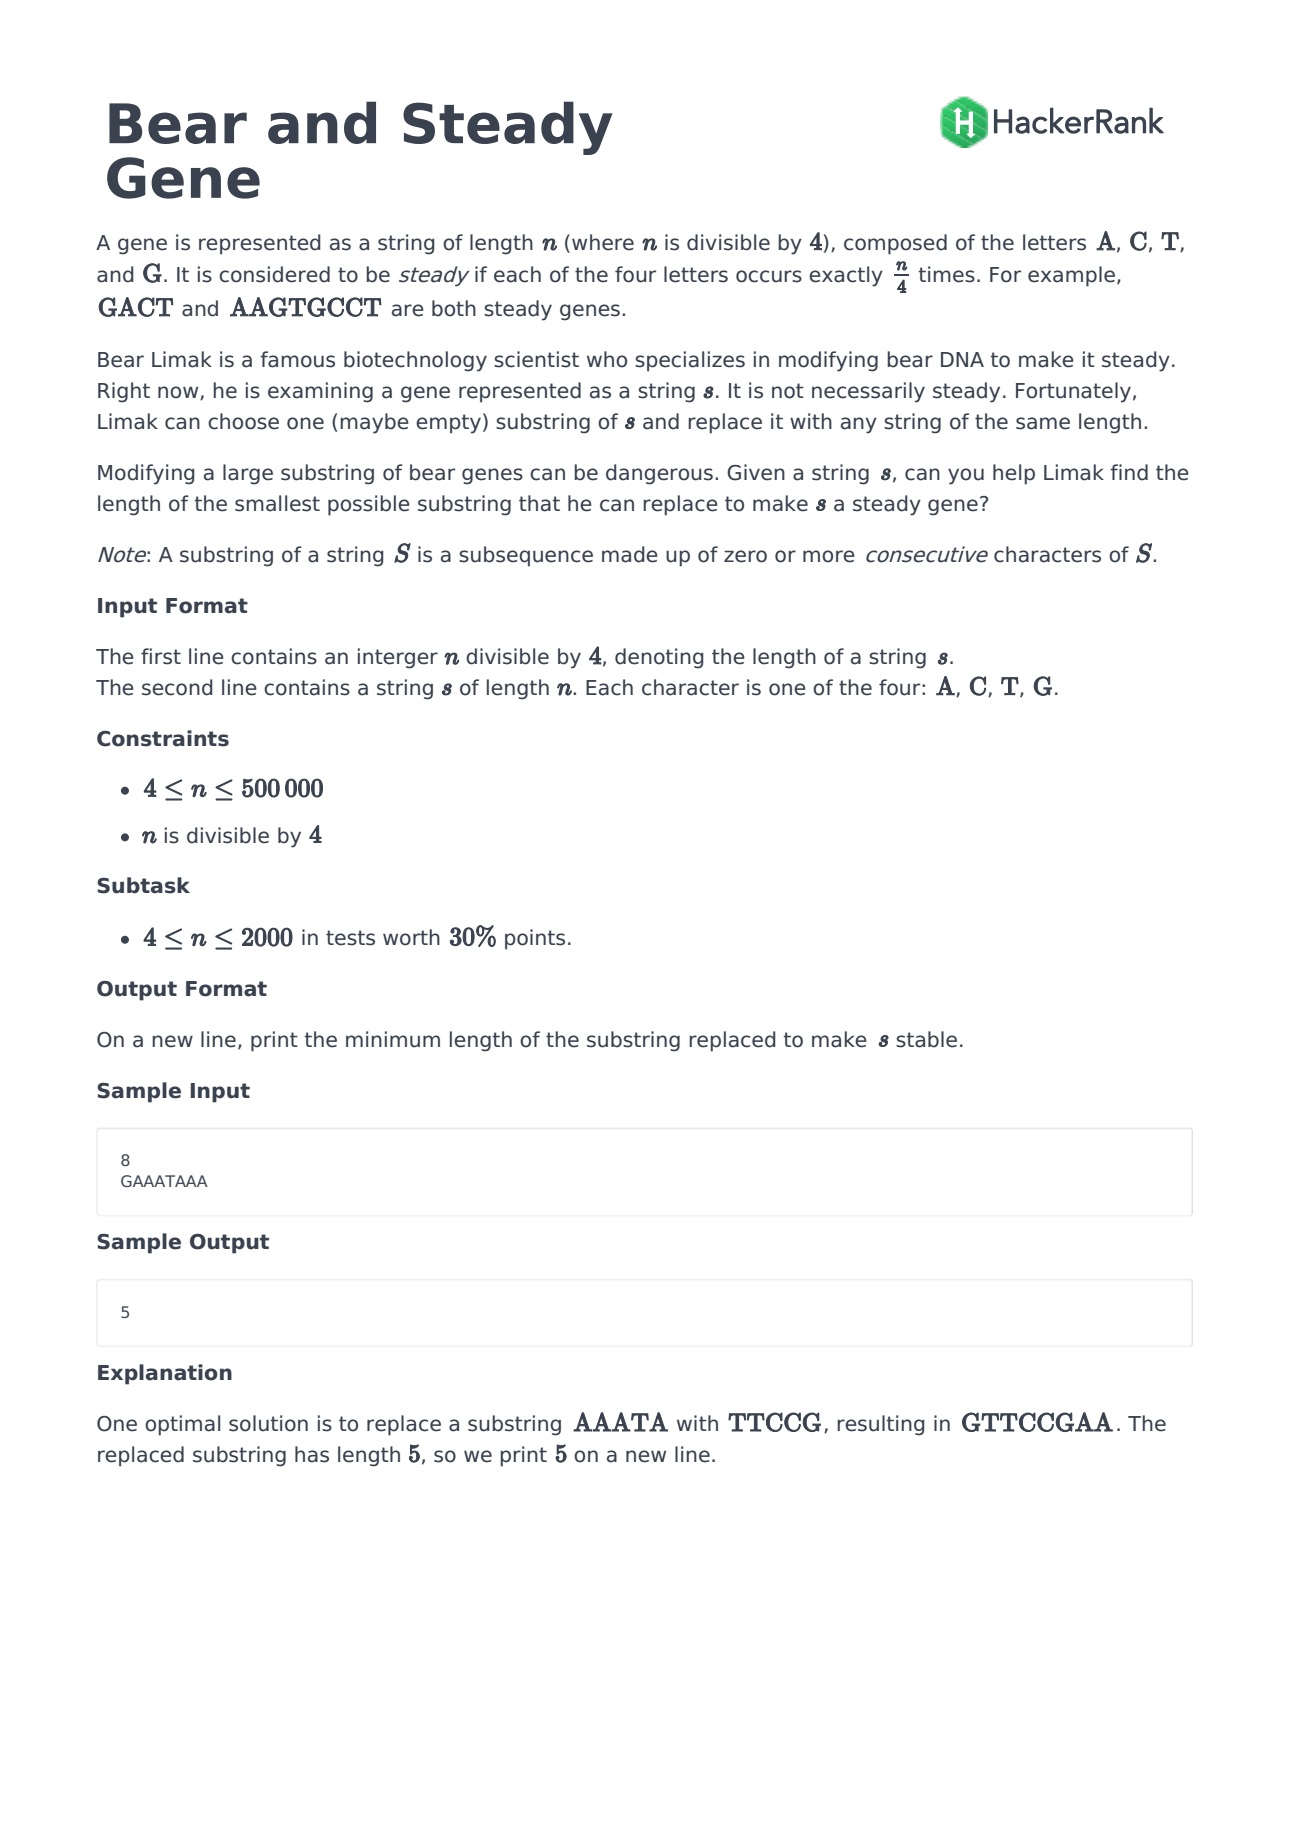 Bear and Steady
Gene
HackerRank
A gene is represented as a string of length n (where n is divisible by 4), composed of the letters A, C, T,
and G. It is considered to be steady if each of the four letters occurs exactly n/4 times. For example,
GACT and AAGTGCCT are both steady genes.
Bear Limak is a famous biotechnology scientist who specializes in modifying bear DNA to make it steady.
Right now, he is examining a gene represented as a string s. It is not necessarily steady. Fortunately,
Limak can choose one (maybe empty) substring of s and replace it with any string of the same length.
Modifying a large substring of bear genes can be dangerous. Given a string s, can you help Limak find the
length of the smallest possible substring that he can replace to make s a steady gene?
Note: A substring of a string S is a subsequence made up of zero or more consecutive characters of S.
Input Format
The first line contains an interger n divisible by 4, denoting the length of a string s.
The second line contains a string s of length n. Each character is one of the four: A, C, T, G.
Constraints
• 4 ≤ n ≤ 500 000
• n is divisible by 4
Subtask
• 4 ≤ n ≤ 2000 in tests worth 30% points.
Output Format
On a new line, print the minimum length of the substring replaced to make s stable.
Sample Input
8
GAAATAAA
Sample Output
5
Explanation
One optimal solution is to replace a substring AAATA with TTCCG, resulting in GTTCCGAA. The
replaced substring has length 5, so we print 5 on a new line.